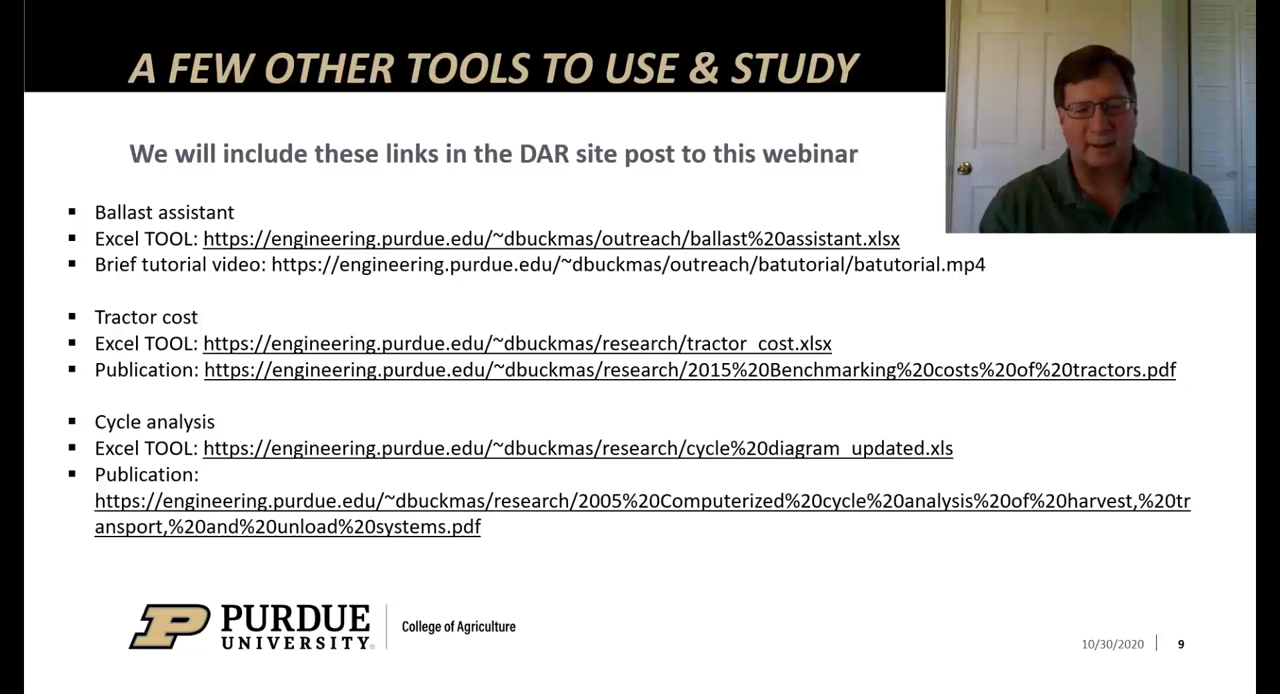 A FEW OTHER TOOLS TO USE & STUDY
We will include these links in the DAR site post to this webinar
▪ Ballast assistant
▪ Excel TOOL: https://engineering.purdue.edu/~dbuckmas/outreach/ballast%20assistant.xlsx
▪ Brief tutorial video: https://engineering.purdue.edu/~dbuckmas/outreach/batutorial/batutorial.mp4
▪ Tractor cost
▪ Excel TOOL: https://engineering.purdue.edu/~dbuckmas/research/tractor_cost.xlsx
▪ Publication: https://engineering.purdue.edu/~dbuckmas/research/2015%20Benchmarking%20costs%20of%20tractors.pdf
▪ Cycle analysis
▪ Excel TOOL: https://engineering.purdue.edu/~dbuckmas/research/cycle%20diagram_updated.xls
▪ Publication:
https://engineering.purdue.edu/~dbuckmas/research/2005%20Computerized%20cycle%20analysis%20of%20harvest,%20tr
ansport,%20and%20unload%20systems.pdf
P PURDUE UNIVERSITY® College of Agriculture
10/30/2020 9